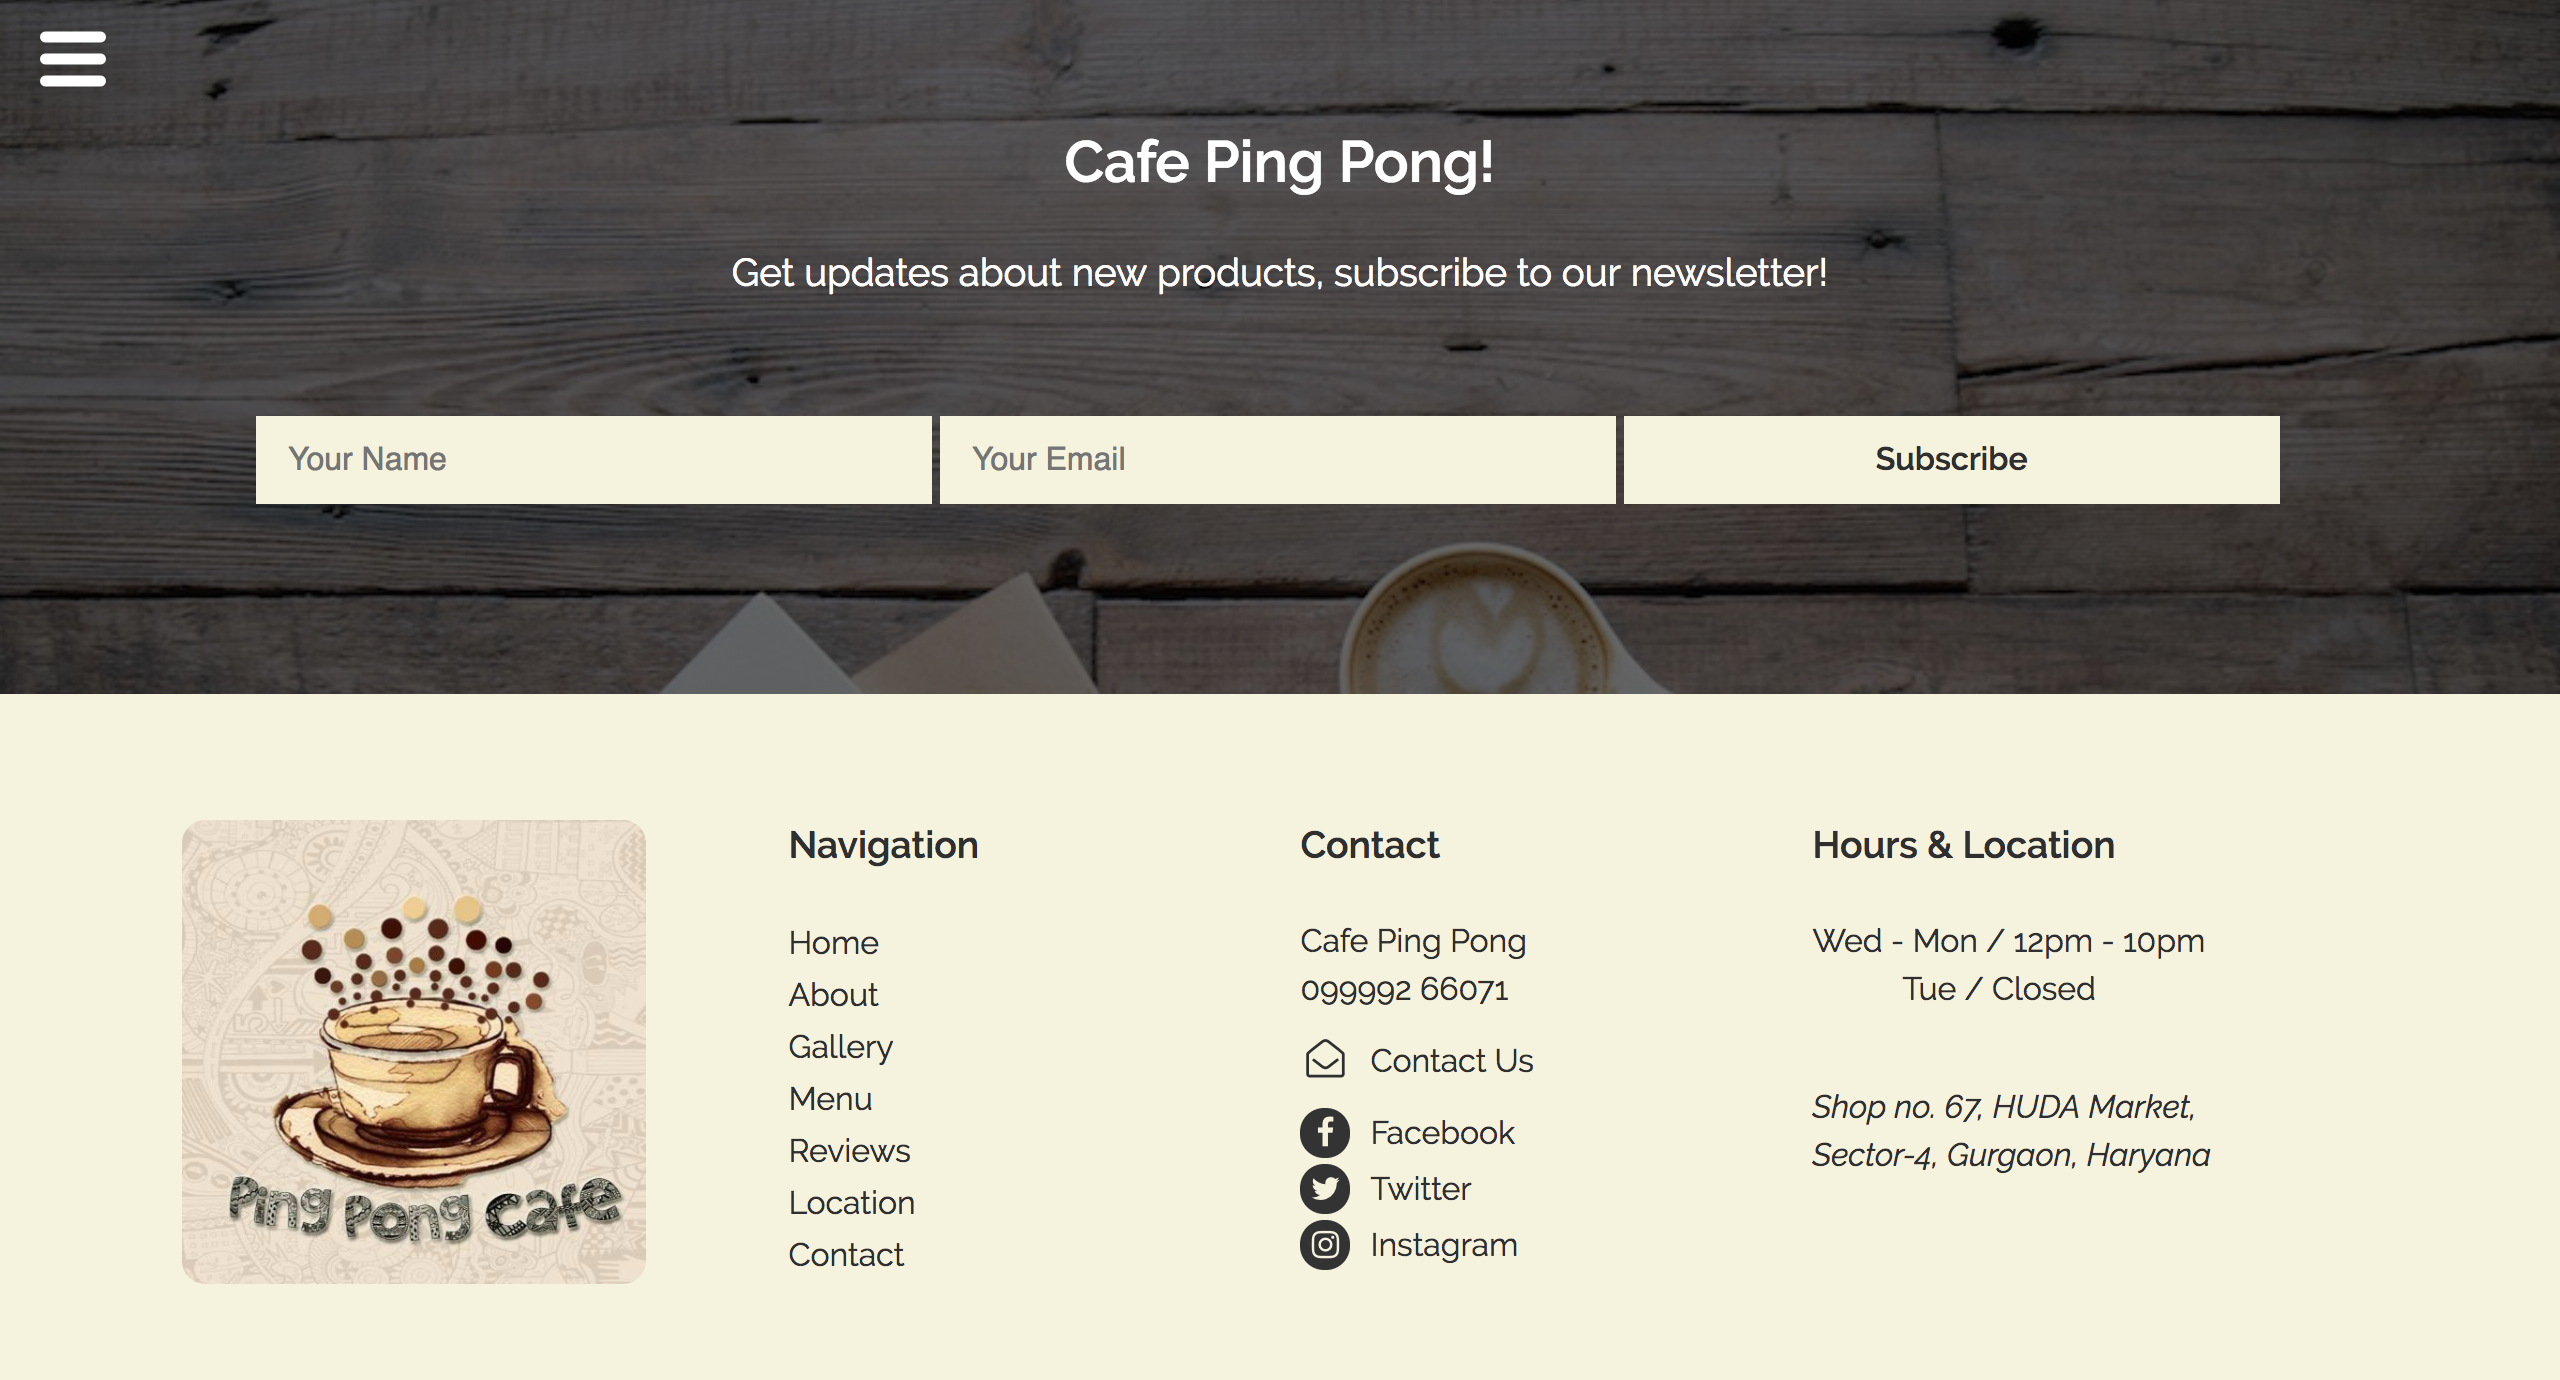 Cafe Ping Pong!
Get updates about new products, subscribe to our newsletter!
Your Name
Your Email
Subscribe
Ping Pong Cafe
Navigation
Home
About
Gallery
Menu
Reviews
Location
Contact
Contact
Cafe Ping Pong
099992 66071
Contact Us
Facebook
Twitter
Instagram
Hours & Location
Wed - Mon / 12pm - 10pm
Tue / Closed
Shop no. 67, HUDA Market,
Sector-4, Gurgaon, Haryana